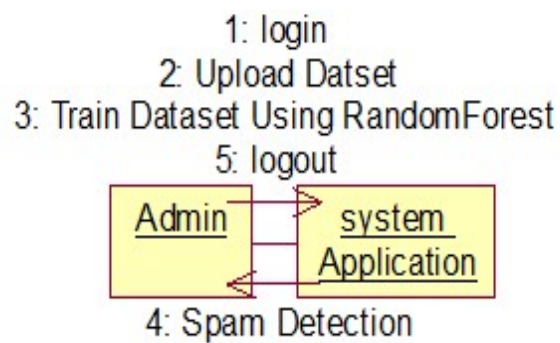 1: login
2: Upload Datset
3: Train Dataset Using RandomForest
5: logout
Admin
system
Application
4: Spam Detection